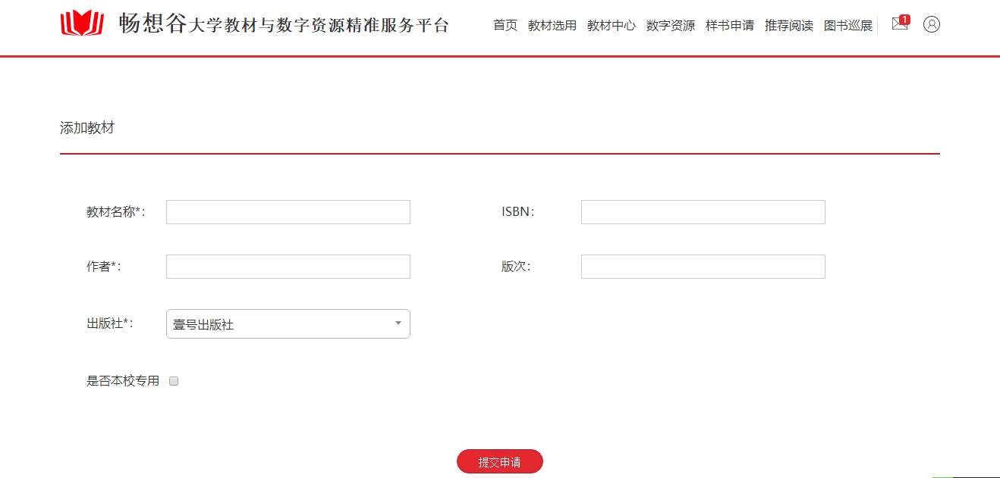 畅想谷大学教材与数字资源精准服务平台
首页 教材选用 教材中心 数字资源 样书申请 推荐阅读 图书巡展 1
添加教材
教材名称*： ISBN：
作者*： 版次：
出版社*： 壹号出版社
是否本校专用
提交申请